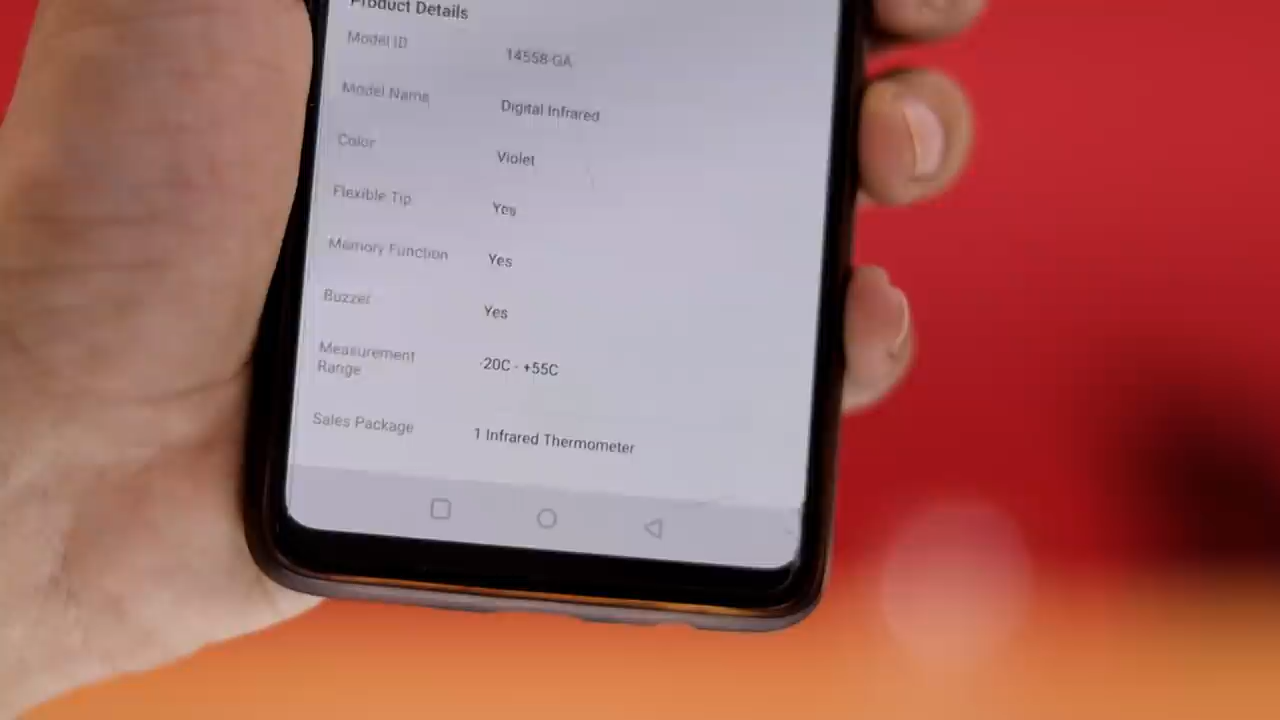 Product Details
Model ID 14558-GA
Model Name Digital Infrared
Color Violet
Flexible Tip Yes
Memory Function Yes
Buzzer Yes
Measurement
Range -20C - +55C
Sales Package 1 Infrared Thermometer